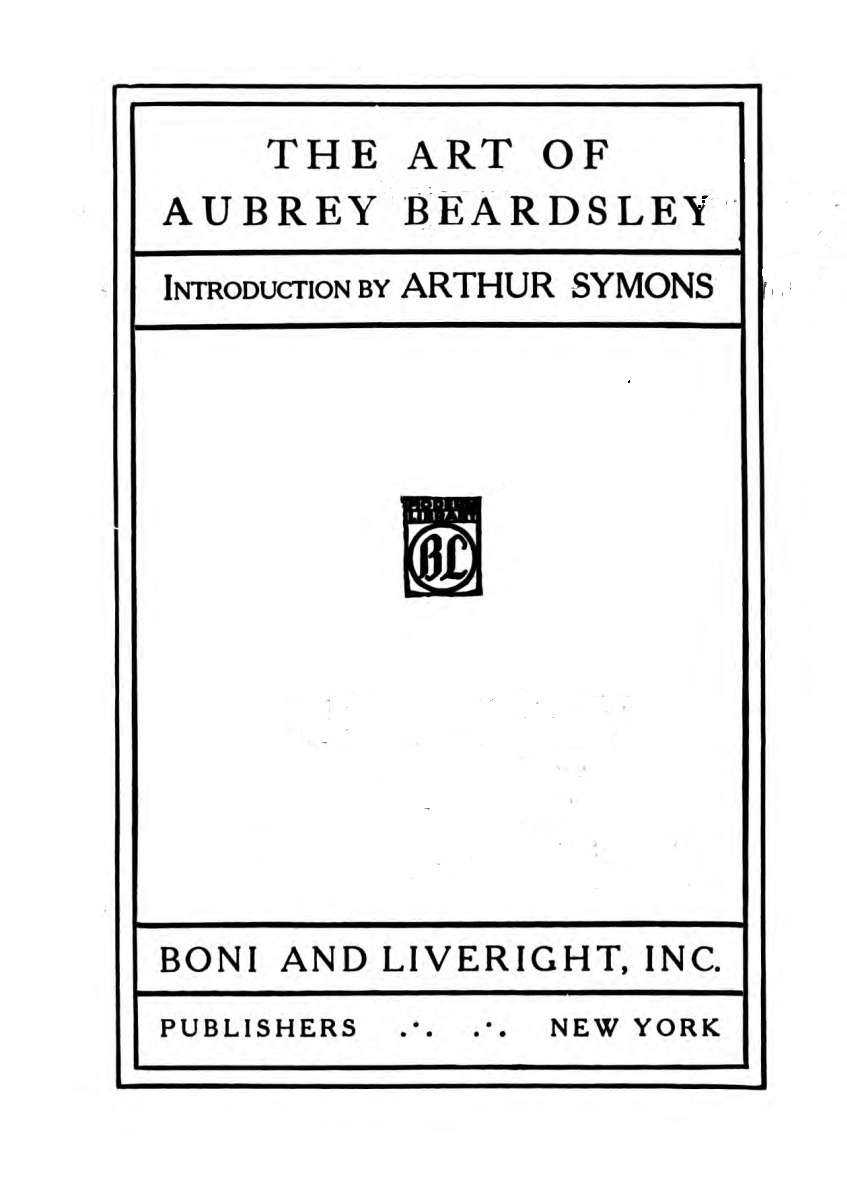 THE ART OF
AUBREY BEARDSLEY
INTRODUCTION BY ARTHUR SYMONS
MODERN
LIBRARY
BL
BONI AND LIVERIGHT, INC.
PUBLISHERS .·. .·. NEW YORK